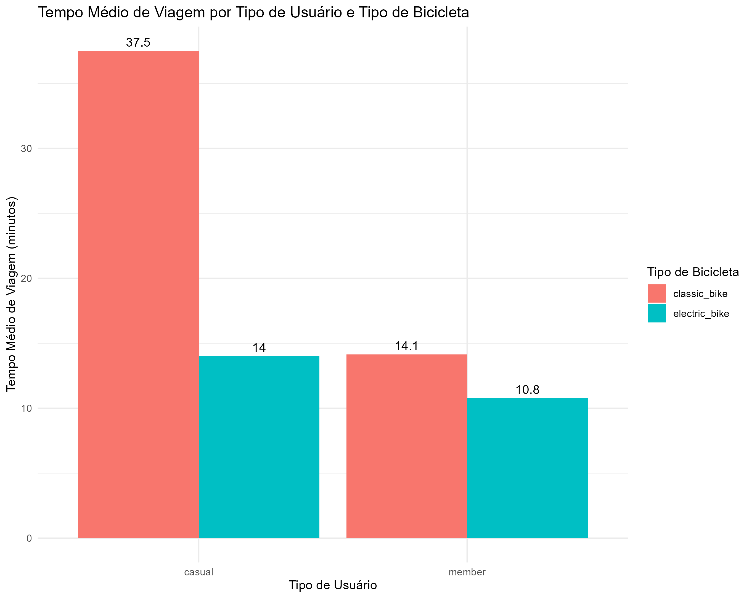 Tempo Médio de Viagem por Tipo de Usuário e Tipo de Bicicleta
Tempo Médio de Viagem (minutos)
30
20
10
0
37.5
14
14.1
10.8
casual
member
Tipo de Usuário
Tipo de Bicicleta
classic_bike
electric_bike